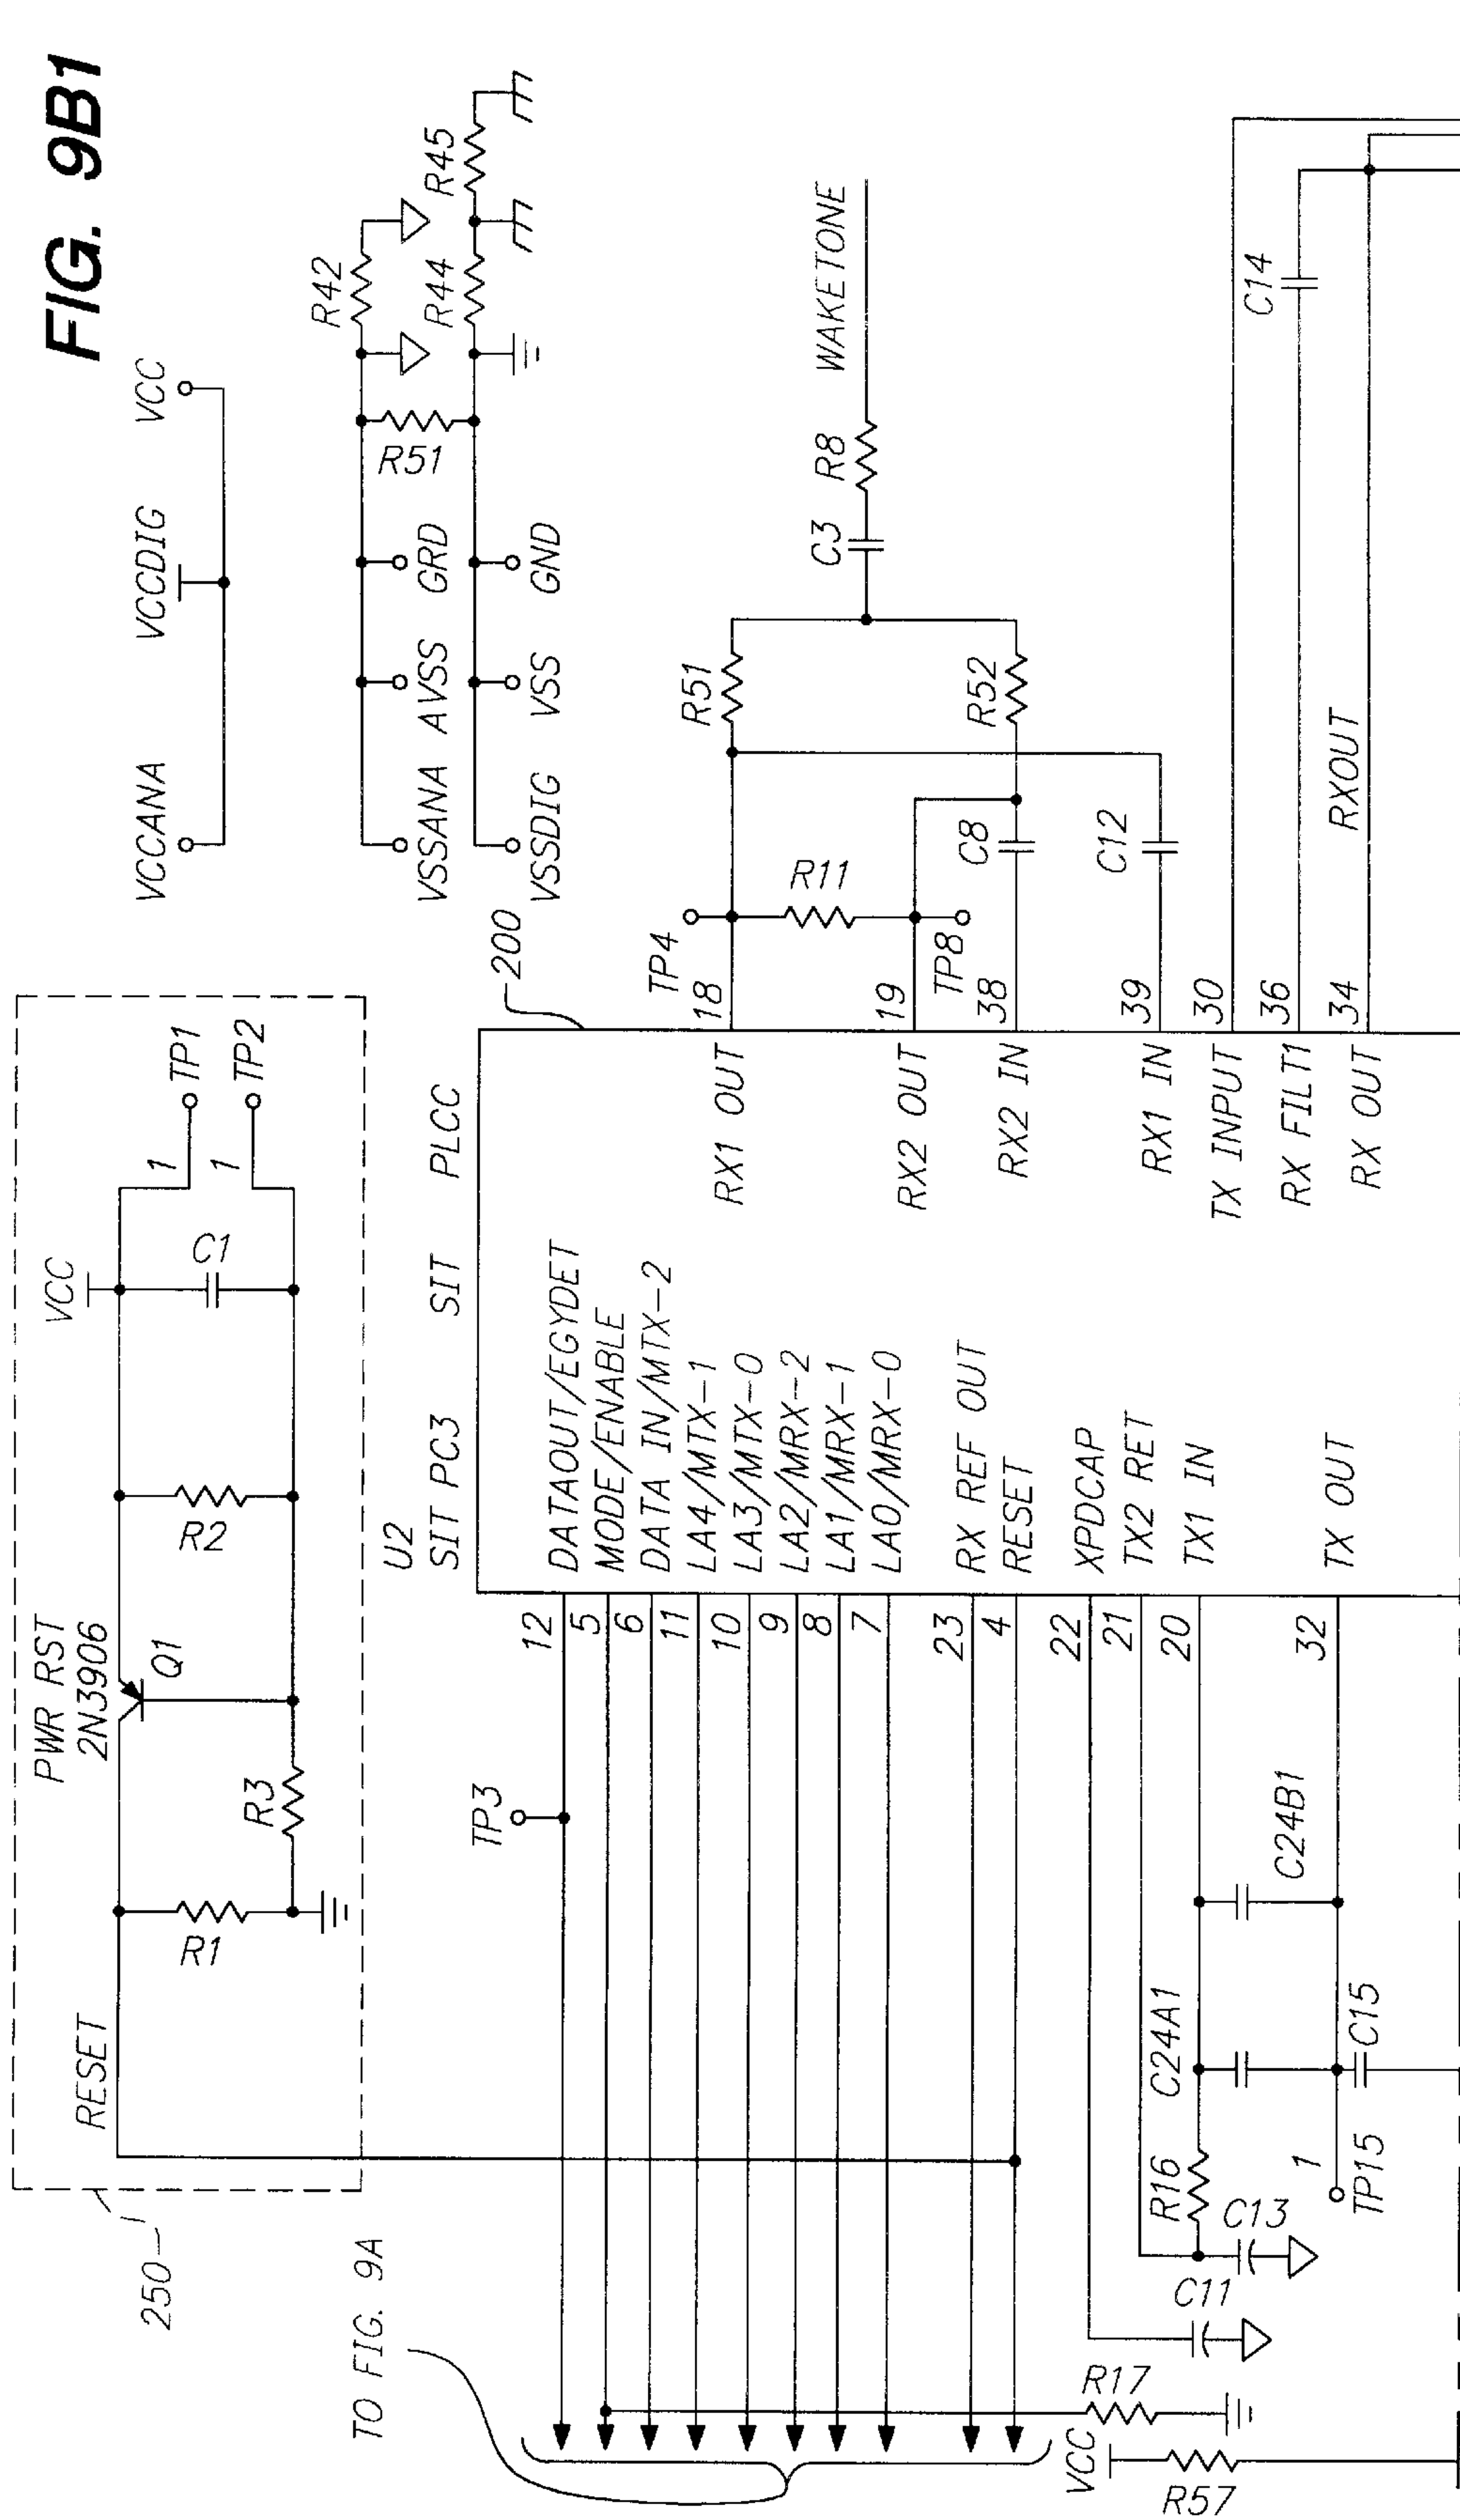 FIG. 9B1
250
RESET
PWR RST
2N3906
Q1
R1
R3
R2
VCC
C1
1
TP1
1
TP2
VCCANA
VCCDIG
VCC
VSSANA
AVSS
GRD
R51
R42
VSSDIG
VSS
GND
R44
R45
TO FIG. 9A
TP3
U2
SIT PC3
SIT
PLCC
200
12
DATAOUT/EGYDET
5
MODE/ENABLE
6
DATA IN/MTX-2
11
LA4/MTX-1
10
LA3/MTX-0
9
LA2/MRX-2
8
LA1/MRX-1
7
LA0/MRX-0
23
RX REF OUT
4
RESET
22
XPDCAP
21
TX2 RET
20
TX1 IN
32
TX OUT
RX1 OUT
18
TP4
RX2 OUT
19
TP8
RX2 IN
38
RX1 IN
39
TX INPUT
30
RX FILT1
36
RX OUT
34
R11
R51
R52
C8
C12
C3
R8
WAKETONE
C14
RXOUT
VCC
R57
R17
C11
C13
R16
C24A1
C24B1
1
TP15
C15